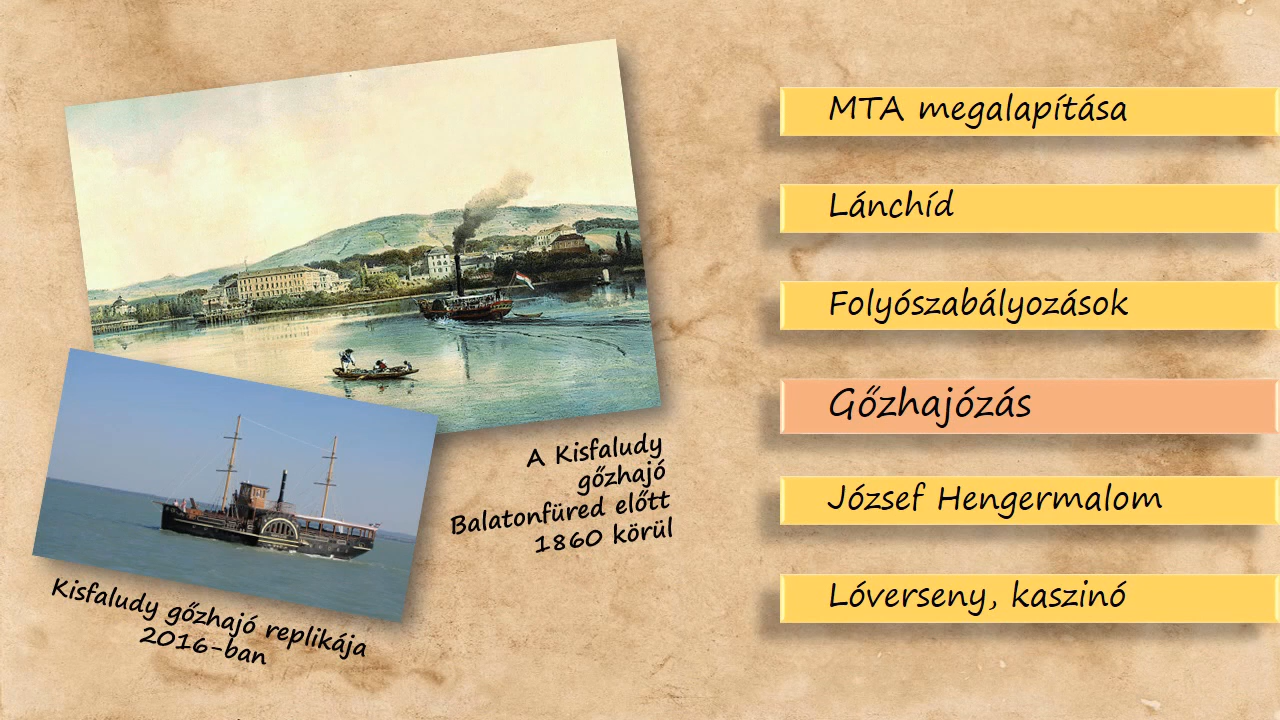 A Kisfaludy
gőzhajó
Balatonfüred előtt
1860 körül
Kisfaludy gőzhajó replikája
2016-ban
MTA megalapítása
Lánchíd
Folyószabályozások
Gőzhajózás
József Hengermalom
Lóverseny, kaszinó